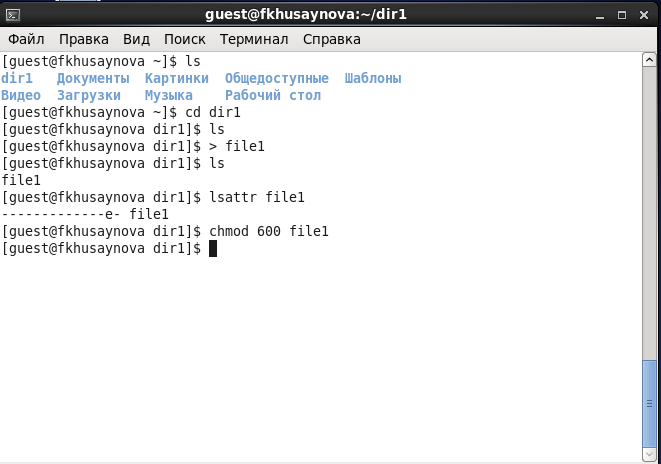 guest@fkhusaynova:~/dir1
Файл Правка Вид Поиск Терминал Справка
[guest@fkhusaynova ~]$ ls
dir1 Документы Картинки Общедоступные Шаблоны
Видео Загрузки Музыка Рабочий стол
[guest@fkhusaynova ~]$ cd dir1
[guest@fkhusaynova dir1]$ ls
[guest@fkhusaynova dir1]$ > file1
[guest@fkhusaynova dir1]$ ls
file1
[guest@fkhusaynova dir1]$ lsattr file1
-------------e- file1
[guest@fkhusaynova dir1]$ chmod 600 file1
[guest@fkhusaynova dir1]$